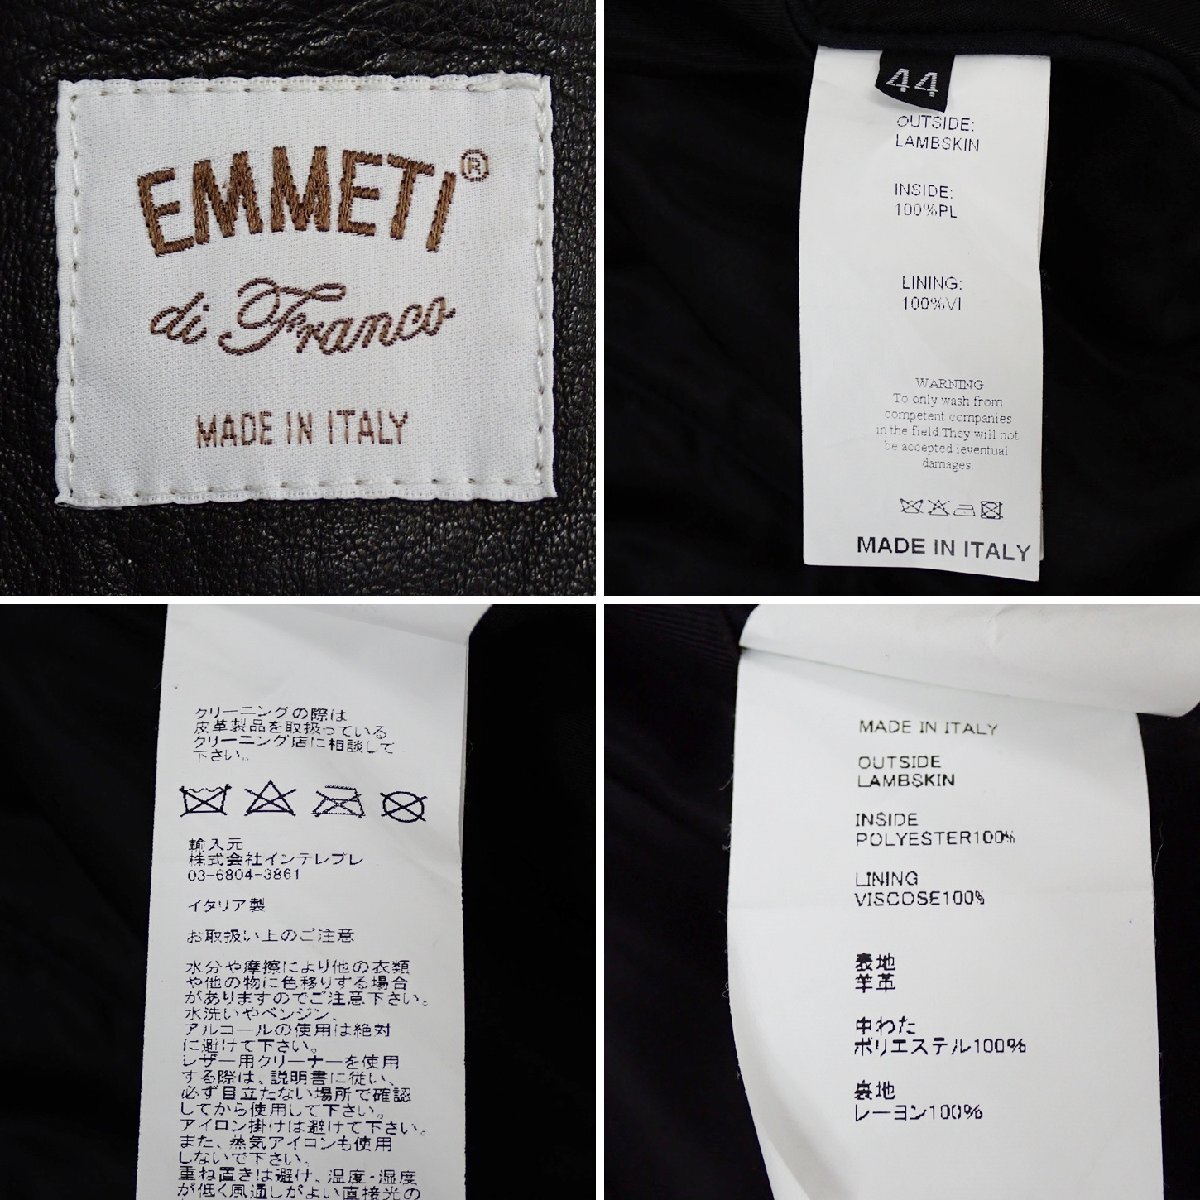 EMMETI®
di Franco
MADE IN ITALY
44
OUTSIDE:
LAMBSKIN
INSIDE:
100%PL
LINING:
100%VI
WARNING
To only wash from
competent companies
in the field They will not
be accepted ieventual
damages
MADE IN ITALY
クリーニングの際は
皮革製品を取扱っている
クリーニング店に相談して
下さい。
輸入元
株式会社インテレプレ
03-6804-3861
イタリア製
お取扱い上のご注意
水分や摩擦により他の衣類
や他の物に色移りする場合
がありますのでご注意下さい。
水洗いやベンジン、
アルコールの使用は絶対
に避けて下さい。
レザー用クリーナーを使用
する際は、説明書に従い、
必ず目立たない場所で確認
してから使用して下さい。
アイロン掛けは避けて下さい。
また、蒸気アイコンも使用
しないで下さい。
重ね置きは避け、温度・湿度
が低く風通しがよい直接光の
MADE IN ITALY
OUTSIDE
LAMBSKIN
INSIDE
POLYESTER100%
LINING
VISCOSE100%
表地
羊革
中わた
ポリエステル100%
裏地
レーヨン100%